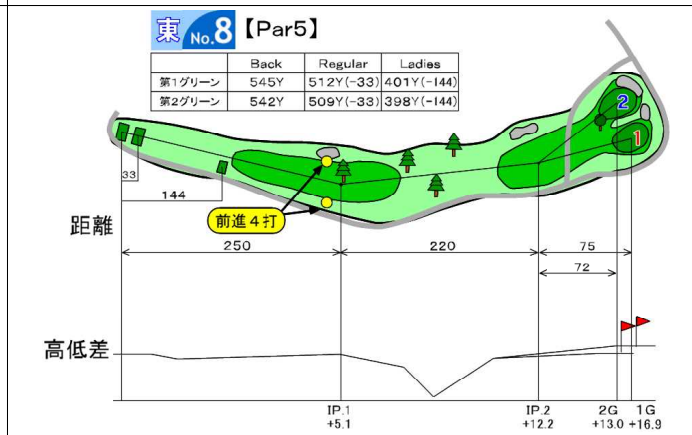 東 No.8 【Par5】
Back Regular Ladies
第1グリーン 545Y 512Y(-33) 401Y(-144)
第2グリーン 542Y 509Y(-33) 398Y(-144)
2
1
33
144
前進4打
距離
250 220 75
72
高低差
IP.1 IP.2 2G 1G
+5.1 +12.2 +13.0 +16.9